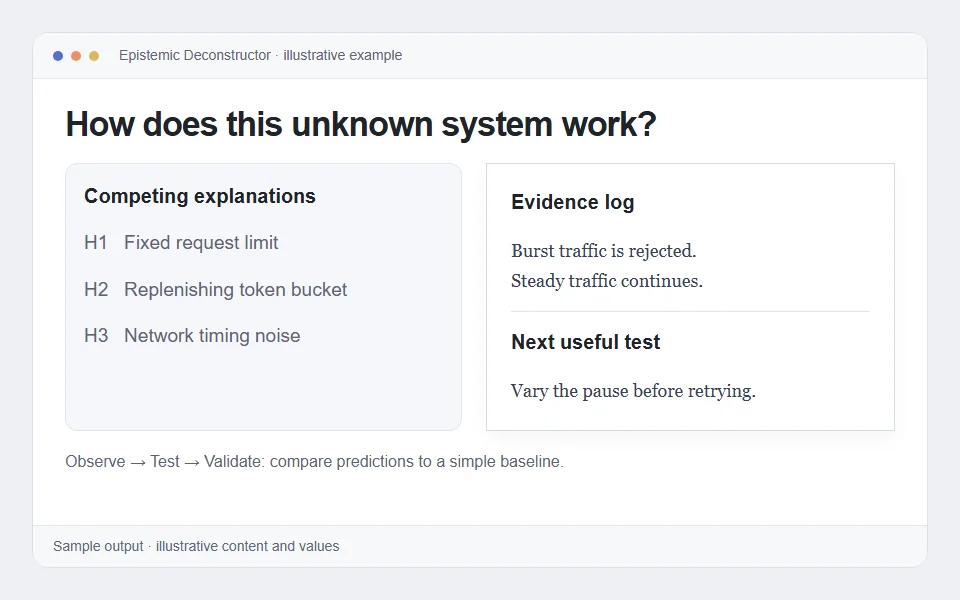 Epistemic Deconstructor · illustrative example
How does this unknown system work?
Competing explanations
H1 Fixed request limit
H2 Replenishing token bucket
H3 Network timing noise
Evidence log
Burst traffic is rejected.
Steady traffic continues.
Next useful test
Vary the pause before retrying.
Observe → Test → Validate: compare predictions to a simple baseline.
Sample output · illustrative content and values